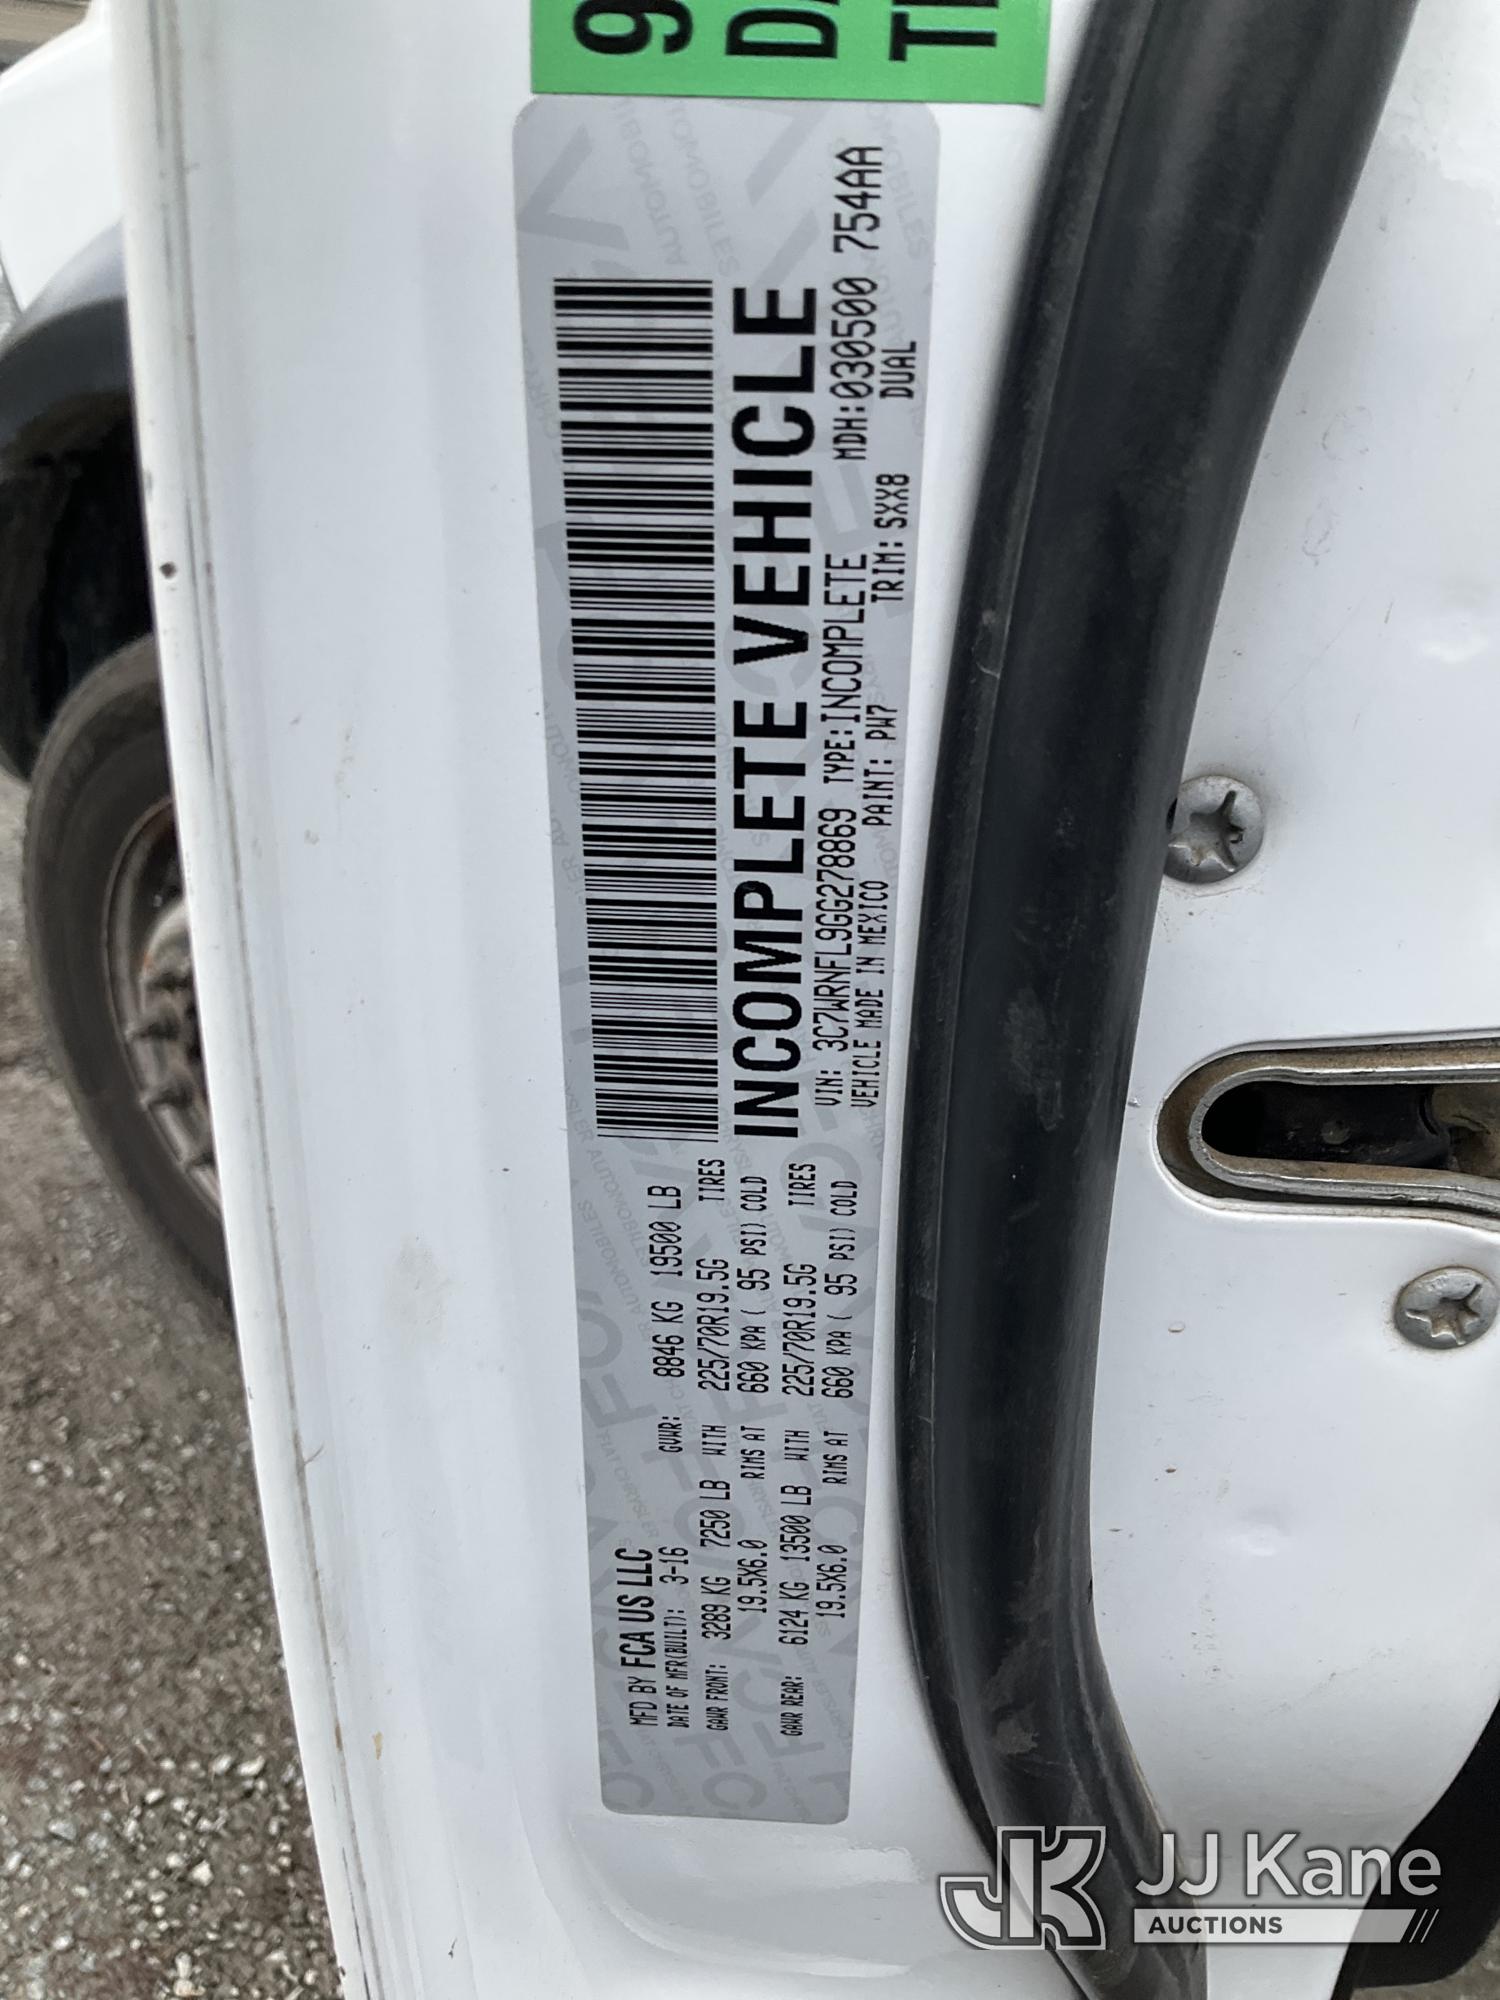 MFD BY FCA US LLC
DATE OF MFR(BUILT): 3-16 GVWR: 8846 KG 19500 LB
GAWR FRONT: 3289 KG 7250 LB WITH 225/70R19.5G TIRES
19.5X6.0 RIMS AT 660 KPA ( 95 PSI) COLD
GAWR REAR: 6124 KG 13500 LB WITH 225/70R19.5G TIRES
19.5X6.0 RIMS AT 660 KPA ( 95 PSI) COLD
INCOMPLETE VEHICLE
VIN: 3C7WRNFL9GG278869 TYPE: INCOMPLETE MDH: 030500 754AA
VEHICLE MADE IN MEXICO PAINT: PW7 TRIM: SXX8 DUAL
JJ Kane
AUCTIONS